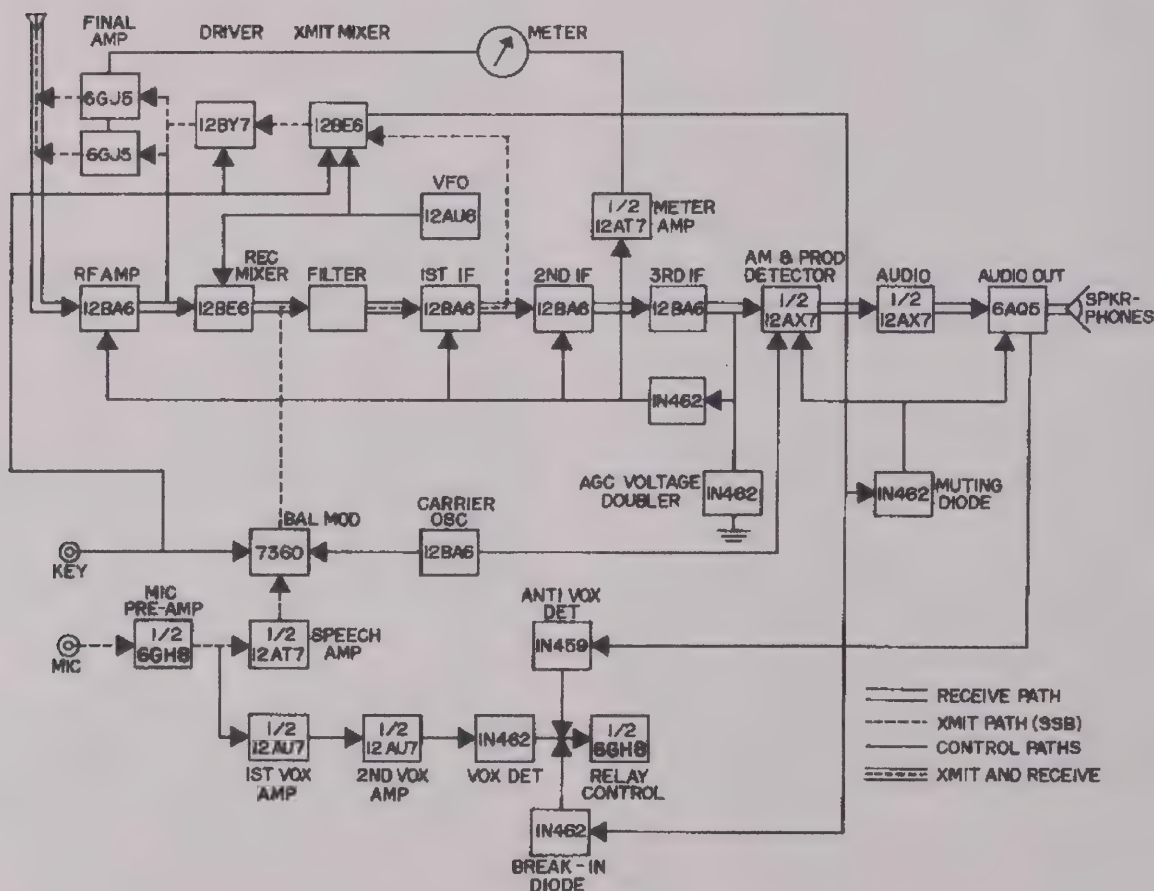 FINAL
AMP
DRIVER
XMIT MIXER
METER
6GJ5
6GJ5
12BY7
12BE6
VFO
12AU6
1/2
12AT7
METER
AMP
RF AMP
12BA6
REC
MIXER
12BE6
FILTER
1ST IF
12BA6
2ND IF
12BA6
3RD IF
12BA6
AM & PROD
DETECTOR
1/2
12AX7
AUDIO
1/2
12AX7
AUDIO OUT
6AQ5
SPKR-
PHONES
1N462
AGC VOLTAGE
DOUBLER
1N462
1N462
MUTING
DIODE
BAL MOD
7360
CARRIER
OSC
12BA6
KEY
MIC
PRE-AMP
1/2
6GH8
MIC
1/2
12AT7
SPEECH
AMP
ANTI VOX
DET
1N459
1/2
12AU7
1ST VOX
AMP
1/2
12AU7
2ND VOX
AMP
1N462
VOX DET
1/2
6GH8
RELAY
CONTROL
1N462
BREAK-IN
DIODE
RECEIVE PATH
XMIT PATH (SSB)
CONTROL PATHS
XMIT AND RECEIVE